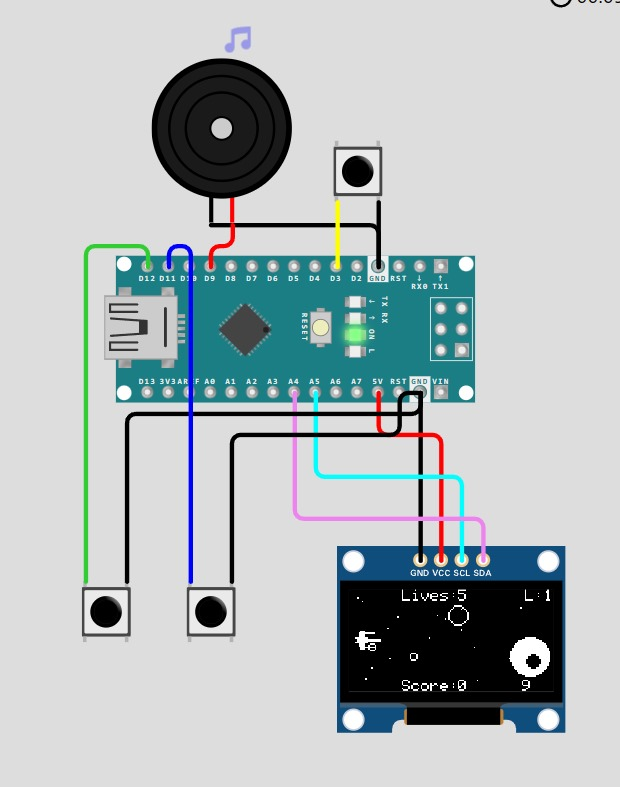 D12 D11 D10 D9 D8 D7 D6 D5 D4 D3 D2 GND RST ↓ ↑
RX0 TX1
RESET
↓ TX
↑ RX
ON
L
D13 3V3 AREF A0 A1 A2 A3 A4 A5 A6 A7 5V RST GND VIN
GND VCC SCL SDA
Lives:5 L:1
Score:0 9